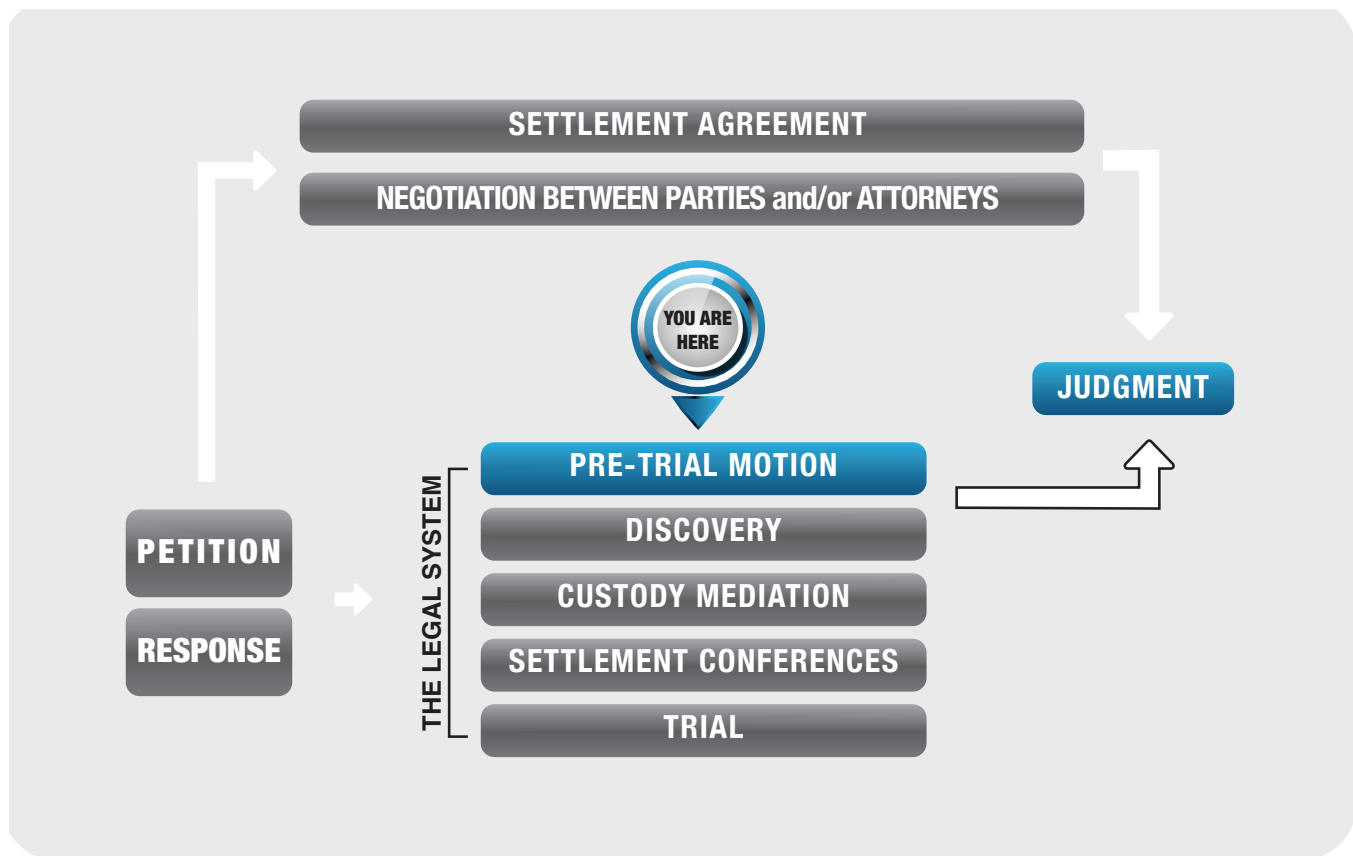 SETTLEMENT AGREEMENT
NEGOTIATION BETWEEN PARTIES and/or ATTORNEYS
YOU ARE
HERE
JUDGMENT
PETITION
RESPONSE
THE LEGAL SYSTEM
PRE-TRIAL MOTION
DISCOVERY
CUSTODY MEDIATION
SETTLEMENT CONFERENCES
TRIAL